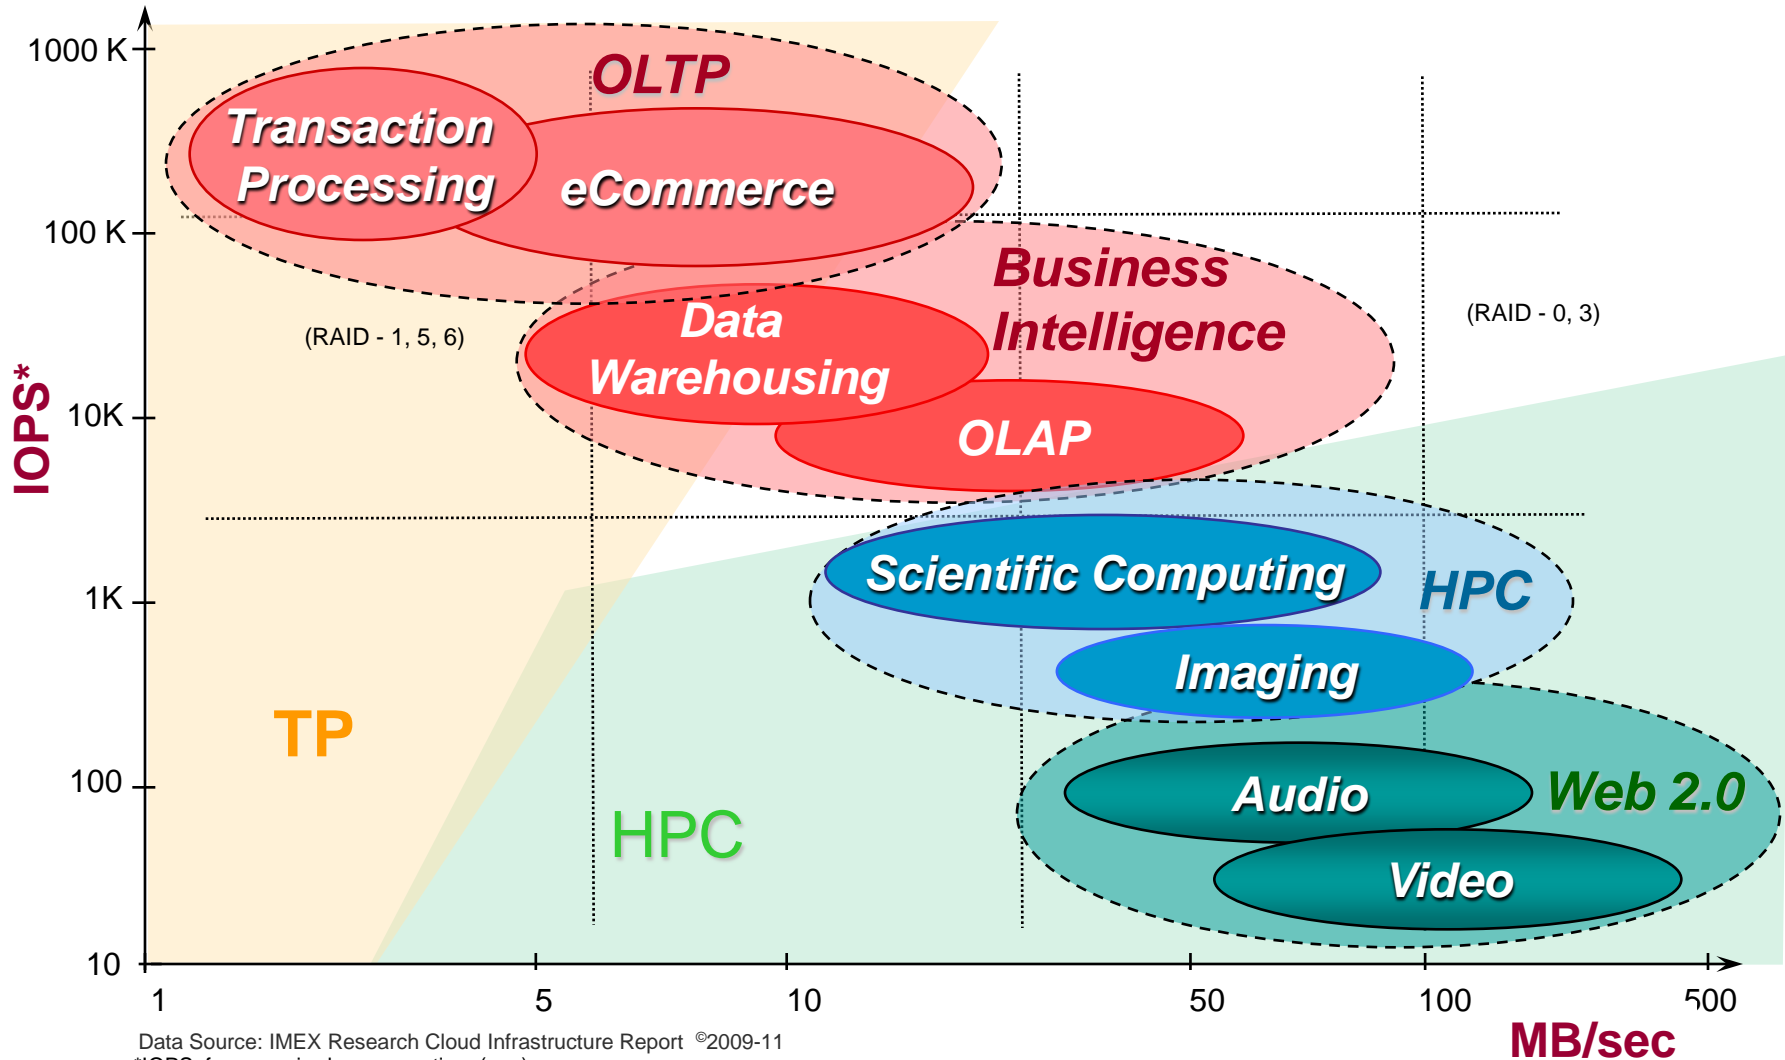 1000 K
100 K
10K
1K
100
10
IOPS*
OLTP
Transaction
Processing
eCommerce
Business
Intelligence
Data
Warehousing
OLAP
(RAID - 1, 5, 6)
(RAID - 0, 3)
Scientific Computing
HPC
Imaging
TP
HPC
Audio
Web 2.0
Video
1
5
10
50
100
500
MB/sec
Data Source: IMEX Research Cloud Infrastructure Report ©2009-11